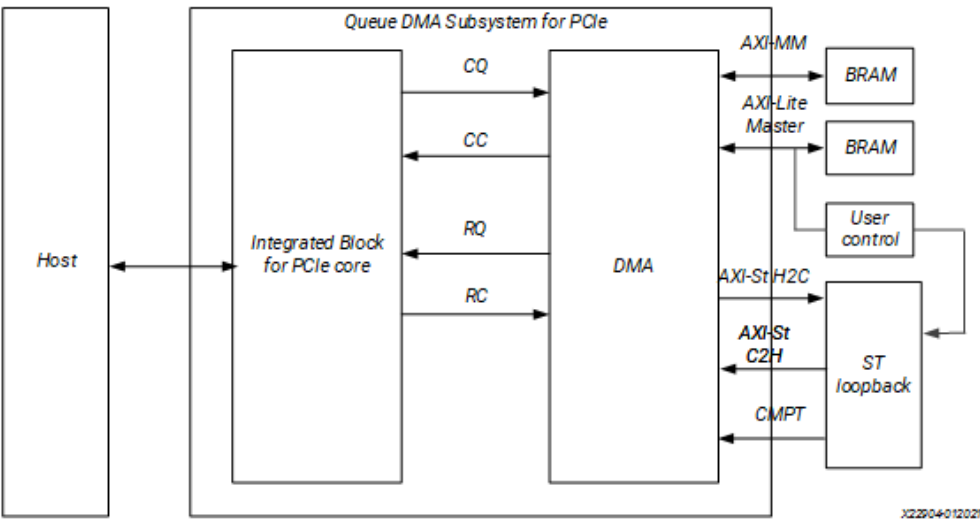 Queue DMA Subsystem for PCIe
Host
Integrated Block
for PCIe core
CQ
CC
RQ
RC
DMA
AXI-MM
BRAM
AXI-Lite
Master
BRAM
User
control
AXI-St H2C
AXI-St
C2H
CMPT
ST
loopback